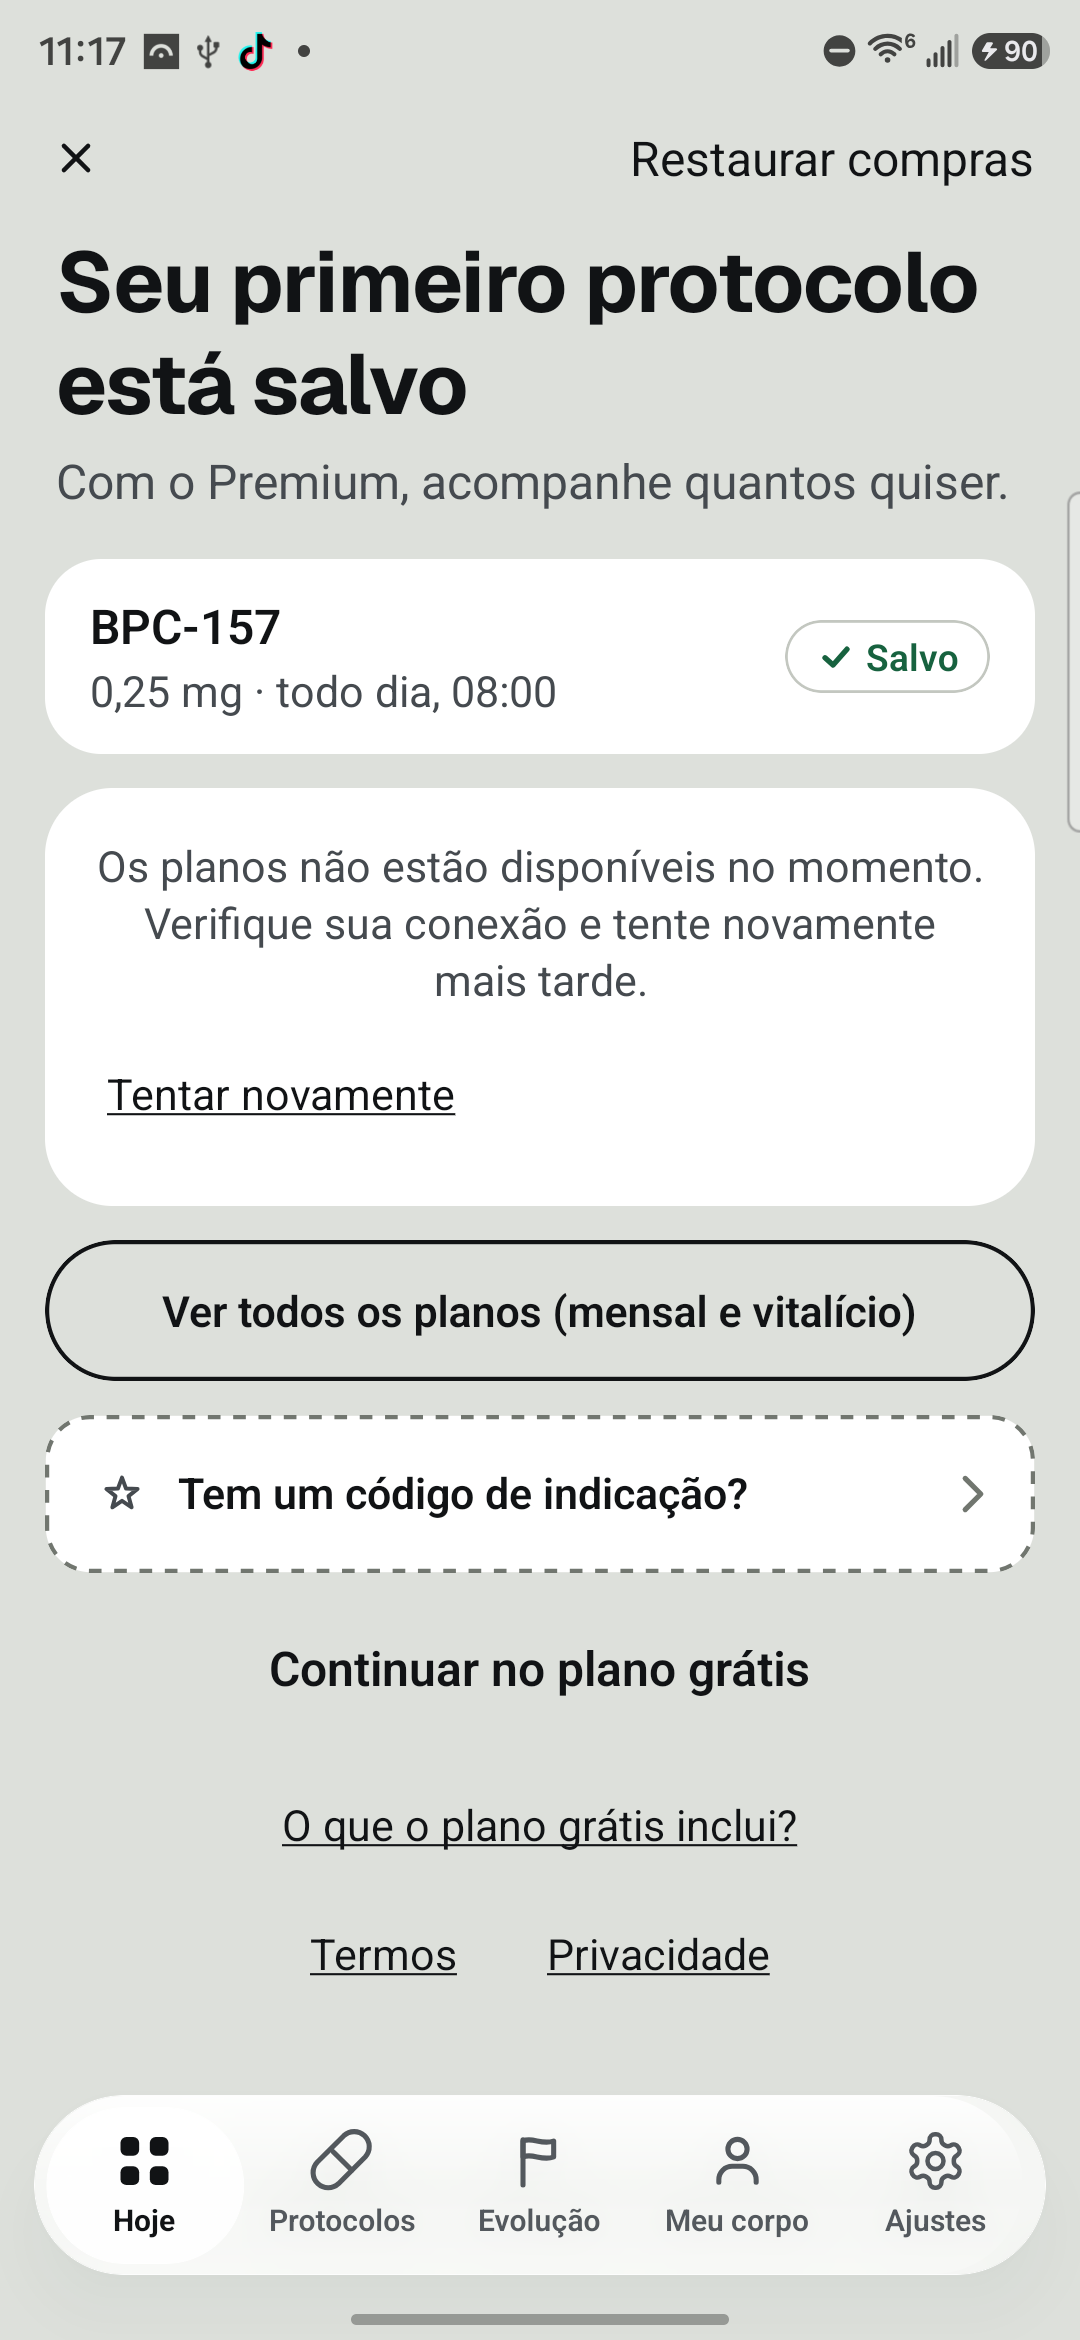 11:17
6
90
Restaurar compras
Seu primeiro protocolo
está salvo
Com o Premium, acompanhe quantos quiser.
BPC-157
0,25 mg · todo dia, 08:00
Salvo
Os planos não estão disponíveis no momento.
Verifique sua conexão e tente novamente
mais tarde.
Tentar novamente
Ver todos os planos (mensal e vitalício)
Tem um código de indicação?
Continuar no plano grátis
O que o plano grátis inclui?
Termos
Privacidade
Hoje
Protocolos
Evolução
Meu corpo
Ajustes